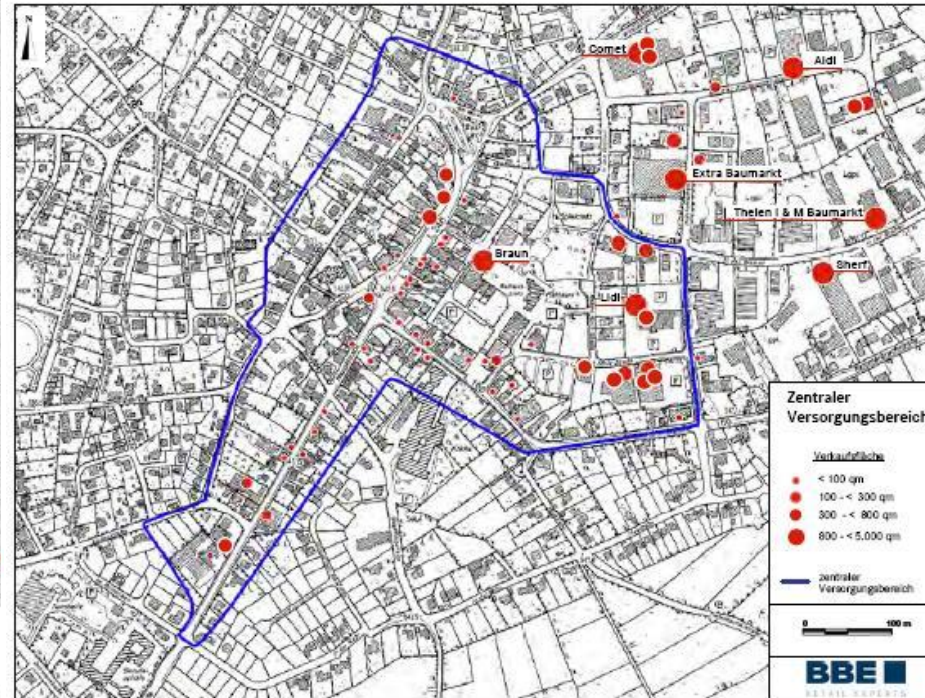 N
Comet
Aldi
Extra Baumarkt
Thelen I & M Baumarkt
Braun
Sherf
Lidl
P
P
P
P
P
Zentraler
Versorgungsbereich
Verkaufsfläche
< 100 qm
100 - < 300 qm
300 - < 800 qm
800 - < 5.000 qm
zentraler
Versorgungsbereich
0 100 m
BBE
RETAIL EXPERTS